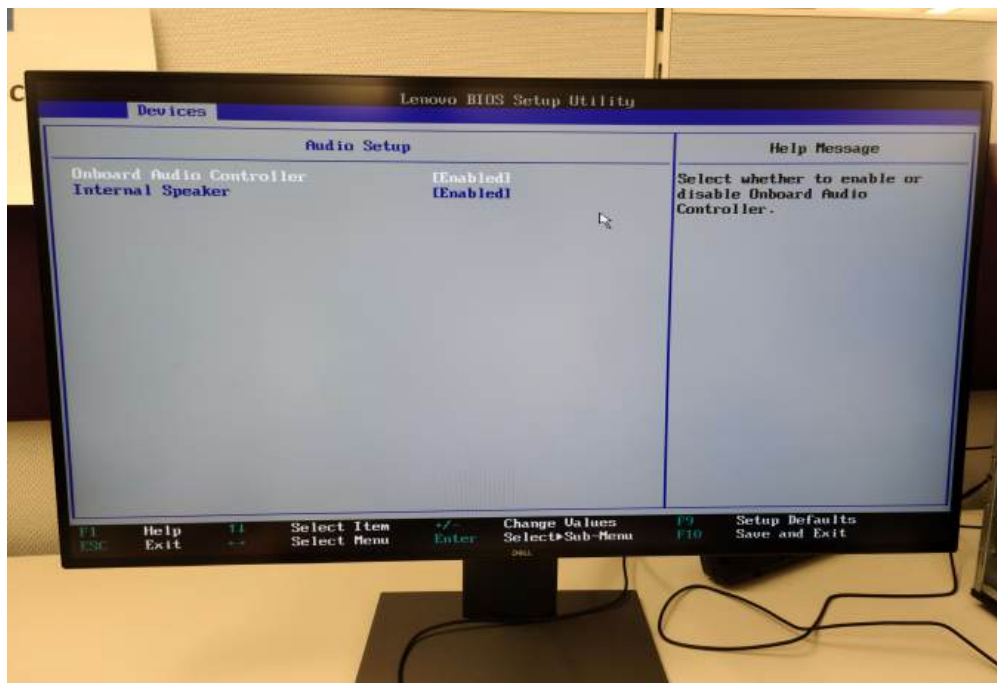 C
Lenovo BIOS Setup Utility
Devices
Audio Setup
Help Message
Onboard Audio Controller [Enabled]
Internal Speaker [Enabled]
Select whether to enable or
disable Onboard Audio
Controller.
F1 Help ↑↓ Select Item +/- Change Values F9 Setup Defaults
ESC Exit ←→ Select Menu Enter Select▶Sub-Menu F10 Save and Exit
DELL